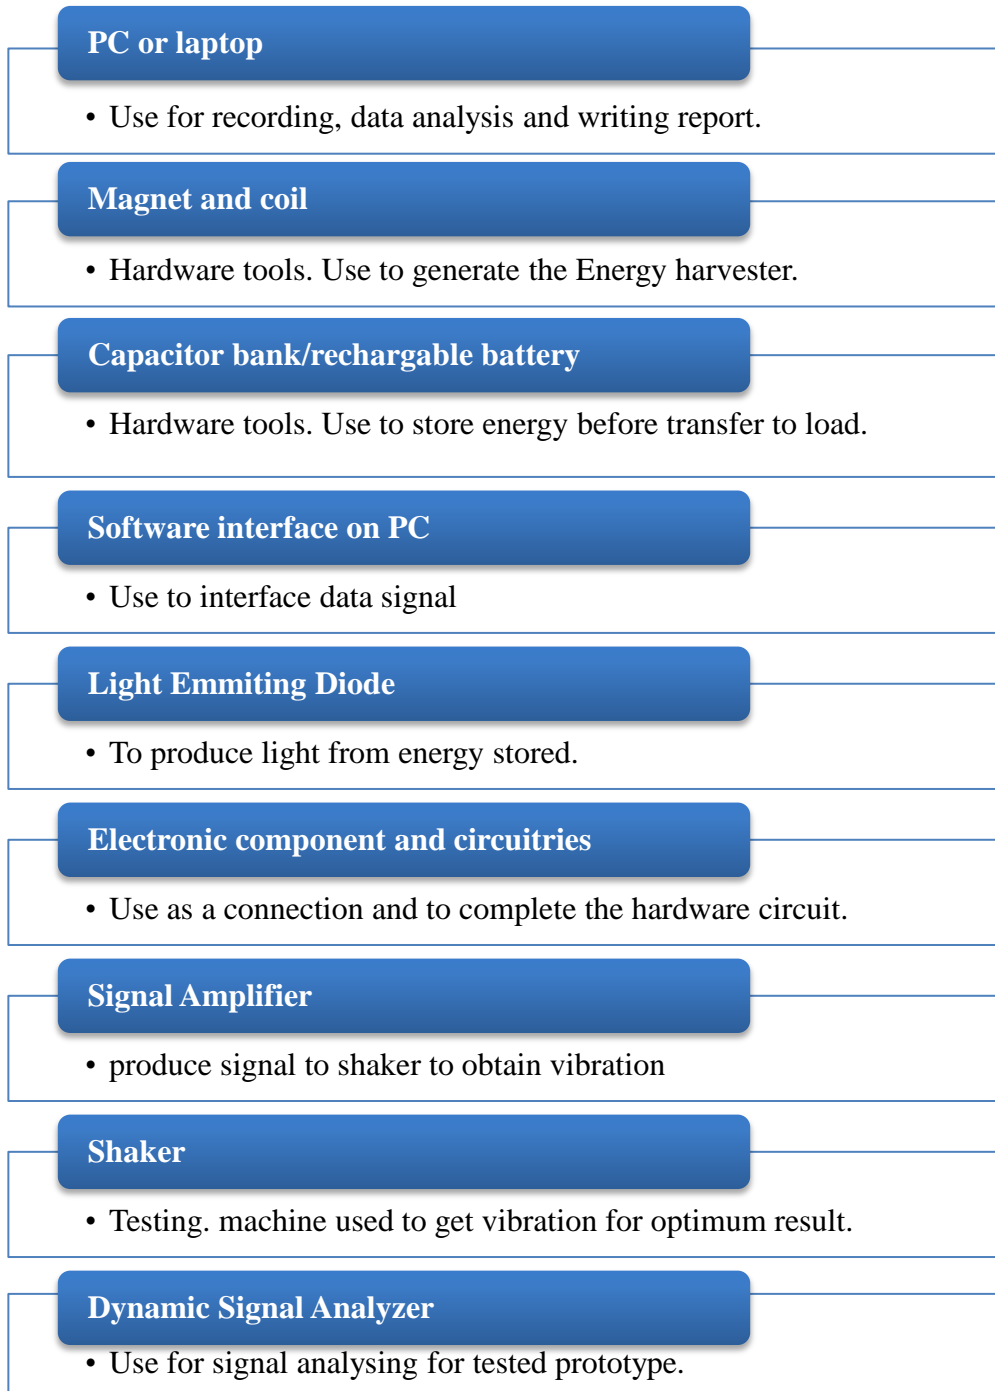 PC or laptop
• Use for recording, data analysis and writing report.
Magnet and coil
• Hardware tools. Use to generate the Energy harvester.
Capacitor bank/rechargable battery
• Hardware tools. Use to store energy before transfer to load.
Software interface on PC
• Use to interface data signal
Light Emmiting Diode
• To produce light from energy stored.
Electronic component and circuitries
• Use as a connection and to complete the hardware circuit.
Signal Amplifier
• produce signal to shaker to obtain vibration
Shaker
• Testing. machine used to get vibration for optimum result.
Dynamic Signal Analyzer
• Use for signal analysing for tested prototype.